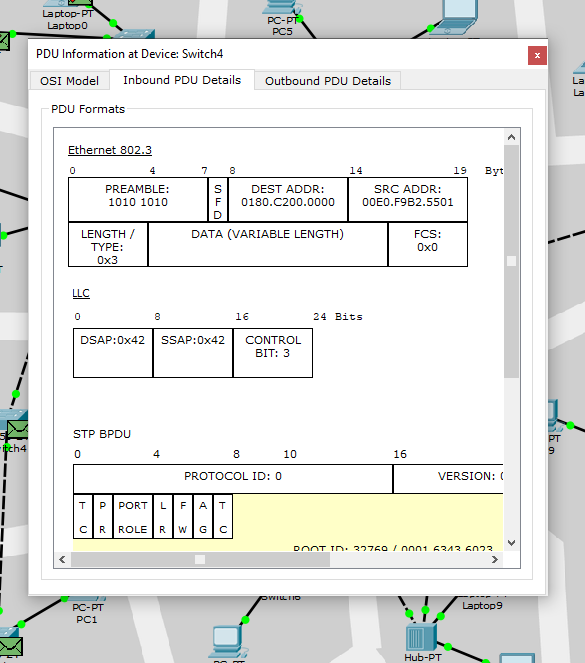 Laptop-PT
Laptop0
PC-PT
PC5
PDU Information at Device: Switch4
x
OSI Model
Inbound PDU Details
Outbound PDU Details
PDU Formats
Ethernet 802.3
0 4 7 8 14 19 Byt
PREAMBLE:
1010 1010
S
F
D
DEST ADDR:
0180.C200.0000
SRC ADDR:
00E0.F9B2.5501
LENGTH /
TYPE:
0x3
DATA (VARIABLE LENGTH)
FCS:
0x0
LLC
0 8 16 24 Bits
DSAP:0x42
SSAP:0x42
CONTROL
BIT: 3
STP BPDU
0 4 8 10 16
PROTOCOL ID: 0
VERSION: 0
T
C
P
R
PORT
ROLE
L
R
F
W
A
G
T
C
ROOT ID: 32769 / 0001.6343.6023
La
La
itch4
PT
9
PC-PT
PC1
Switch6
Laptop9
Hub-PT